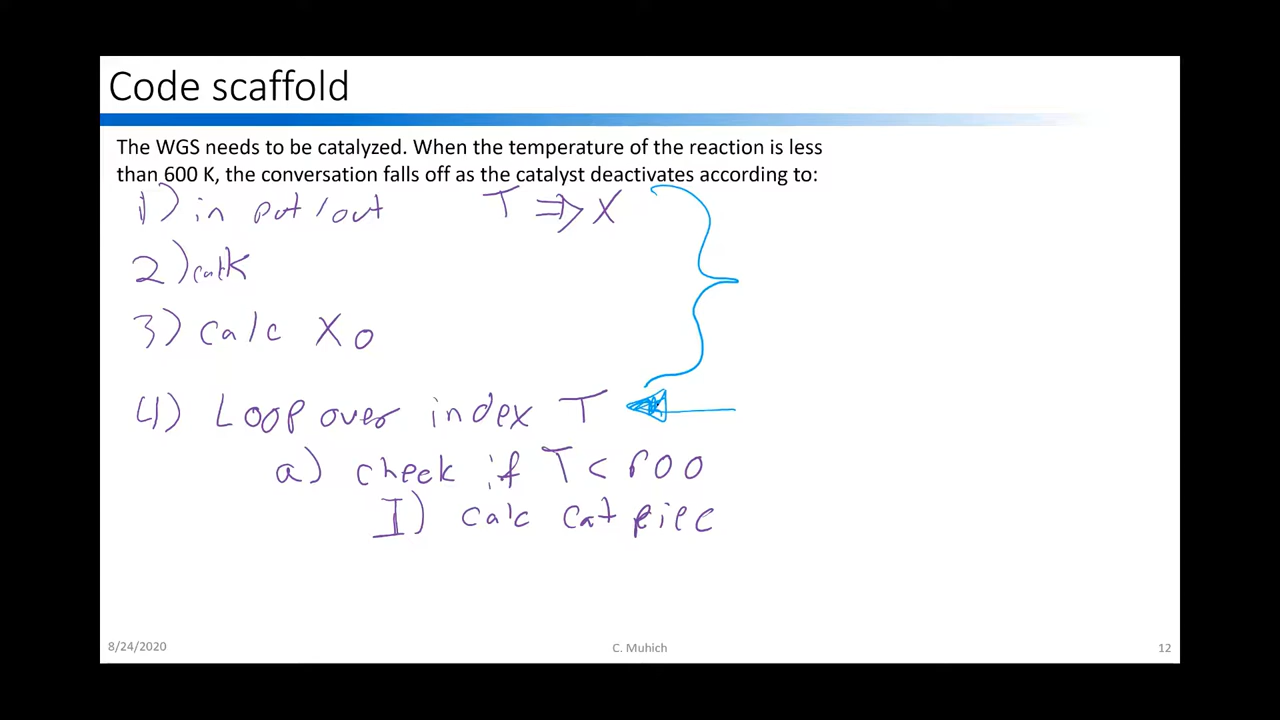 Code scaffold
The WGS needs to be catalyzed. When the temperature of the reaction is less
than 600 K, the conversation falls off as the catalyst deactivates according to:
1) in put/out T => X
2)
3) calc X0
4) Loop over index T
a) check if T < 600
I) calc cat piec
8/24/2020
C. Muhich
12